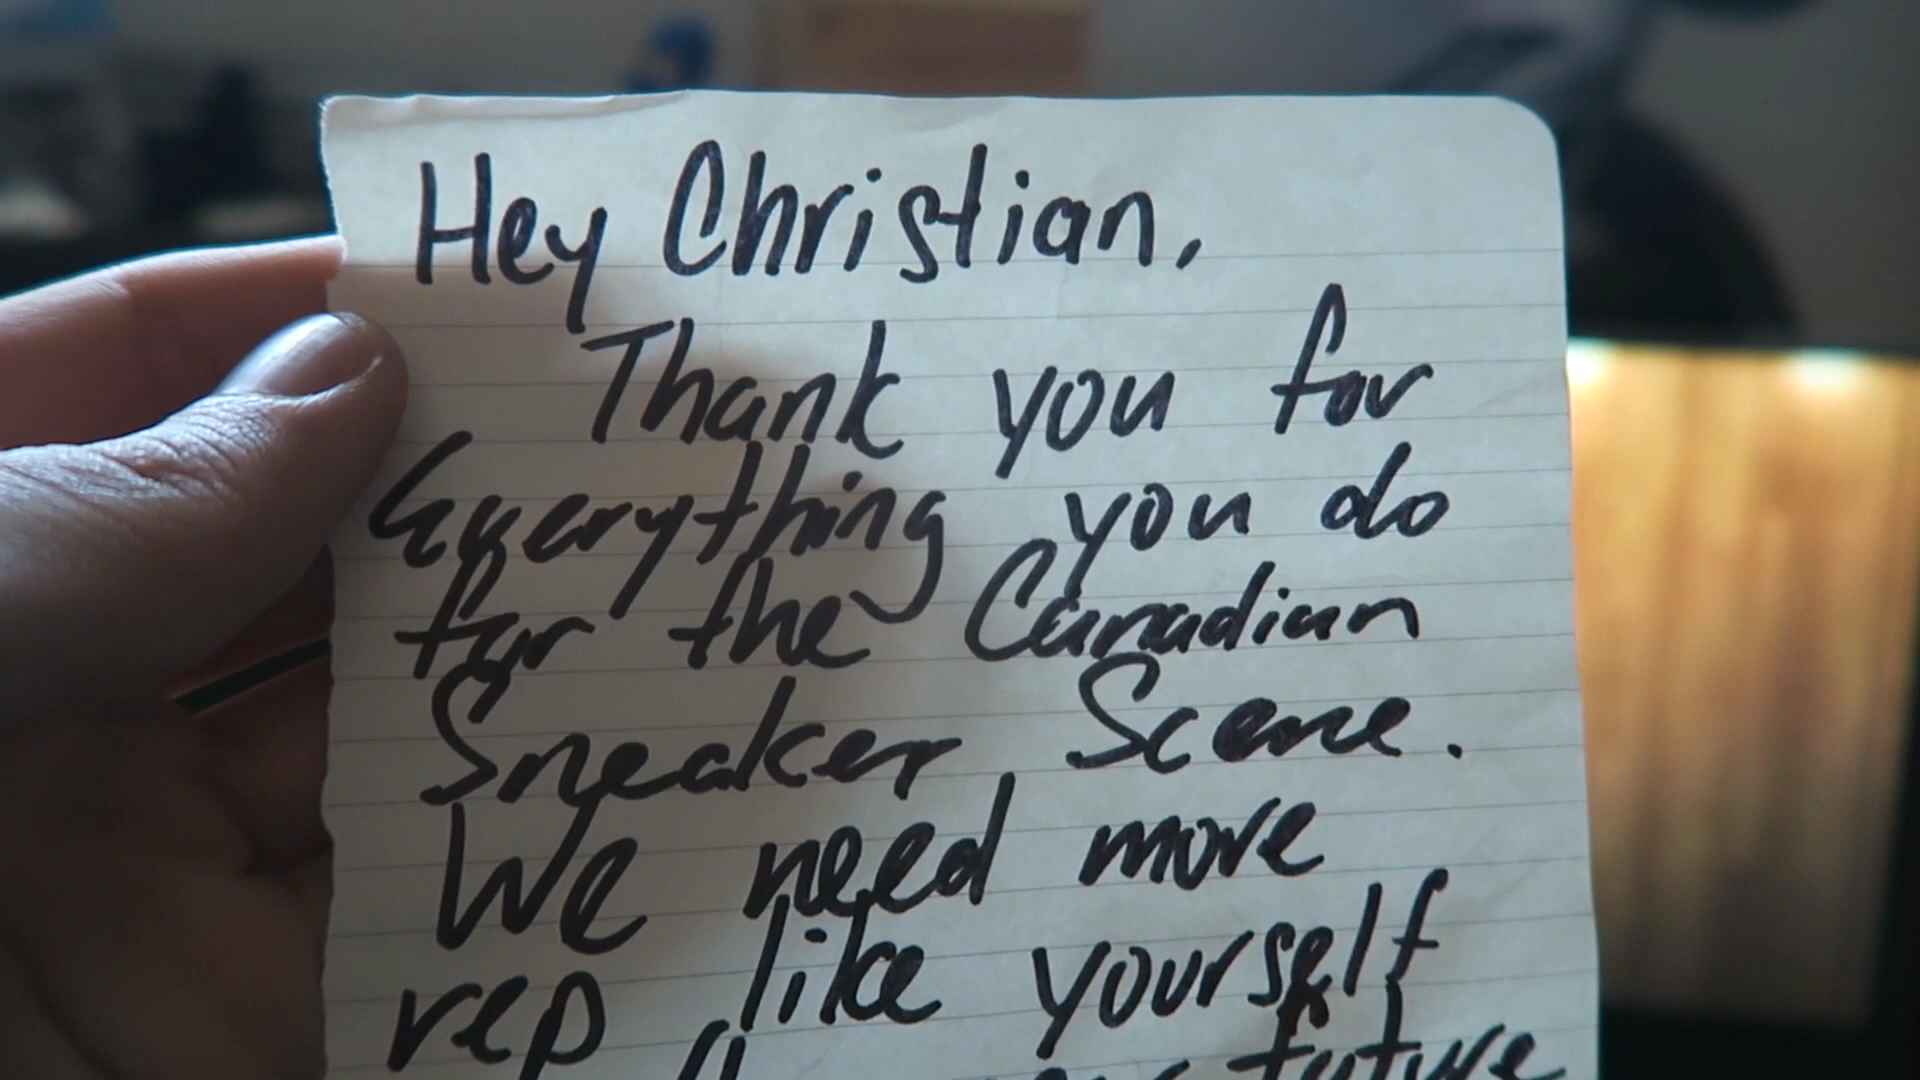 Hey Christian,
Thank you for
Everything you do
for the Canadian
Sneaker Scene.
We need more
rep like yourself
future